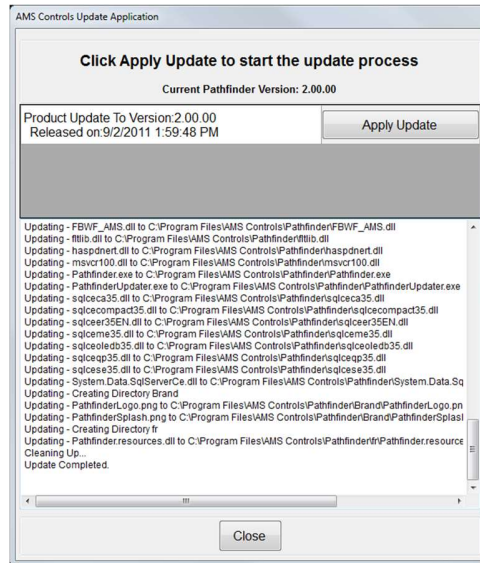 AMS Controls Update Application
Click Apply Update to start the update process
Current Pathfinder Version: 2.00.00
Product Update To Version:2.00.00
Released on:9/2/2011 1:59:48 PM
Apply Update
Updating - FBWF_AMS.dll to C:\Program Files\AMS Controls\Pathfinder\FBWF_AMS.dll
Updating - fltlib.dll to C:\Program Files\AMS Controls\Pathfinder\fltlib.dll
Updating - haspdnert.dll to C:\Program Files\AMS Controls\Pathfinder\haspdnert.dll
Updating - msvcr100.dll to C:\Program Files\AMS Controls\Pathfinder\msvcr100.dll
Updating - Pathfinder.exe to C:\Program Files\AMS Controls\Pathfinder\Pathfinder.exe
Updating - PathfinderUpdater.exe to C:\Program Files\AMS Controls\Pathfinder\PathfinderUpdater.exe
Updating - sqlceca35.dll to C:\Program Files\AMS Controls\Pathfinder\sqlceca35.dll
Updating - sqlcecompact35.dll to C:\Program Files\AMS Controls\Pathfinder\sqlcecompact35.dll
Updating - sqlceer35EN.dll to C:\Program Files\AMS Controls\Pathfinder\sqlceer35EN.dll
Updating - sqlceme35.dll to C:\Program Files\AMS Controls\Pathfinder\sqlceme35.dll
Updating - sqlceoledb35.dll to C:\Program Files\AMS Controls\Pathfinder\sqlceoledb35.dll
Updating - sqlceqp35.dll to C:\Program Files\AMS Controls\Pathfinder\sqlceqp35.dll
Updating - sqlcese35.dll to C:\Program Files\AMS Controls\Pathfinder\sqlcese35.dll
Updating - System.Data.SqlServerCe.dll to C:\Program Files\AMS Controls\Pathfinder\System.Data.Sq
Updating - Creating Directory Brand
Updating - PathfinderLogo.png to C:\Program Files\AMS Controls\Pathfinder\Brand\PathfinderLogo.pn
Updating - PathfinderSplash.png to C:\Program Files\AMS Controls\Pathfinder\Brand\PathfinderSplasl
Updating - Creating Directory fr
Updating - Pathfinder.resources.dll to C:\Program Files\AMS Controls\Pathfinder\fr\Pathfinder.resource
Cleaning Up...
Update Completed.
Close